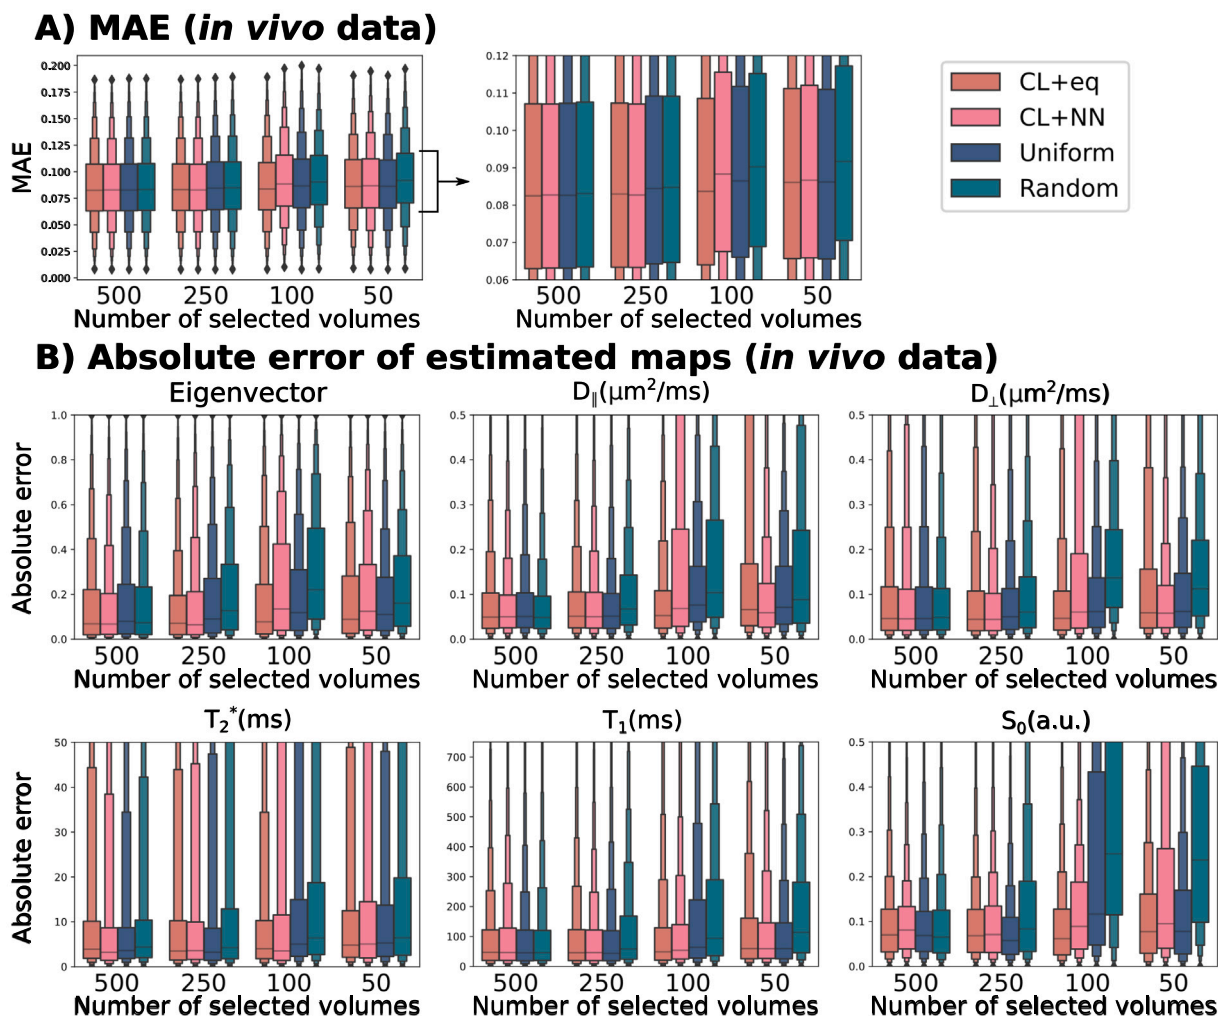 A) MAE (in vivo data)
0.200
0.175
0.150
0.125
0.100
0.075
0.050
0.025
0.000
MAE
500 250 100 50
Number of selected volumes
0.12
0.11
0.10
0.09
0.08
0.07
0.06
500 250 100 50
Number of selected volumes
CL+eq
CL+NN
Uniform
Random
B) Absolute error of estimated maps (in vivo data)
Eigenvector
Absolute error
1.0
0.8
0.6
0.4
0.2
0.0
500 250 100 50
Number of selected volumes
D∥(μm²/ms)
0.5
0.4
0.3
0.2
0.1
0.0
500 250 100 50
Number of selected volumes
D⊥(μm²/ms)
0.5
0.4
0.3
0.2
0.1
0.0
500 250 100 50
Number of selected volumes
T₂*(ms)
Absolute error
50
40
30
20
10
0
500 250 100 50
Number of selected volumes
T₁(ms)
700
600
500
400
300
200
100
0
500 250 100 50
Number of selected volumes
S₀(a.u.)
0.5
0.4
0.3
0.2
0.1
0.0
500 250 100 50
Number of selected volumes